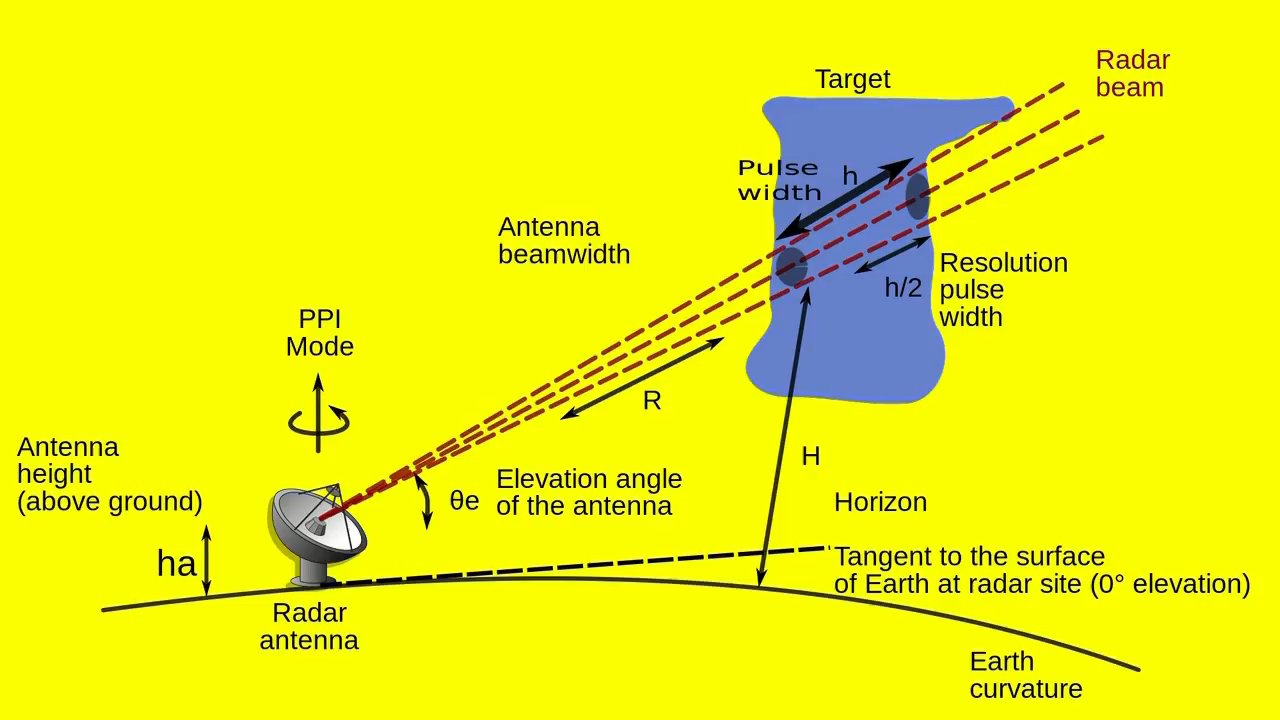 Radar
beam
Target
Pulse
width
h
Antenna
beamwidth
Resolution
pulse
width
h/2
PPI
Mode
R
Antenna
height
(above ground)
H
Elevation angle
of the antenna
θe
Horizon
ha
Tangent to the surface
of Earth at radar site (0° elevation)
Radar
antenna
Earth
curvature